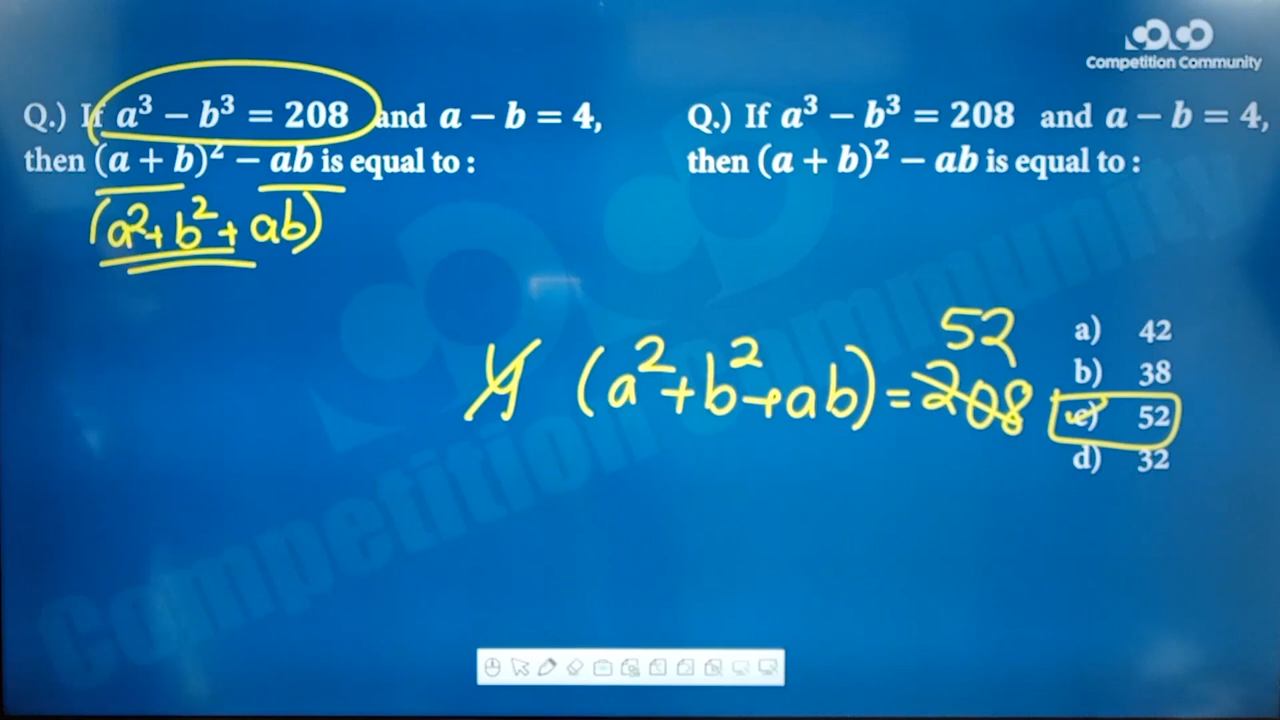 Competition Community
Q.) If a³ − b³ = 208 and a − b = 4,
then (a + b)² − ab is equal to :
(a²+b²+ab)
Q.) If a³ − b³ = 208 and a − b = 4,
then (a + b)² − ab is equal to :
52
4 (a²+b²+ab) = 208
a) 42
b) 38
c) 52
d) 32
Competition Community